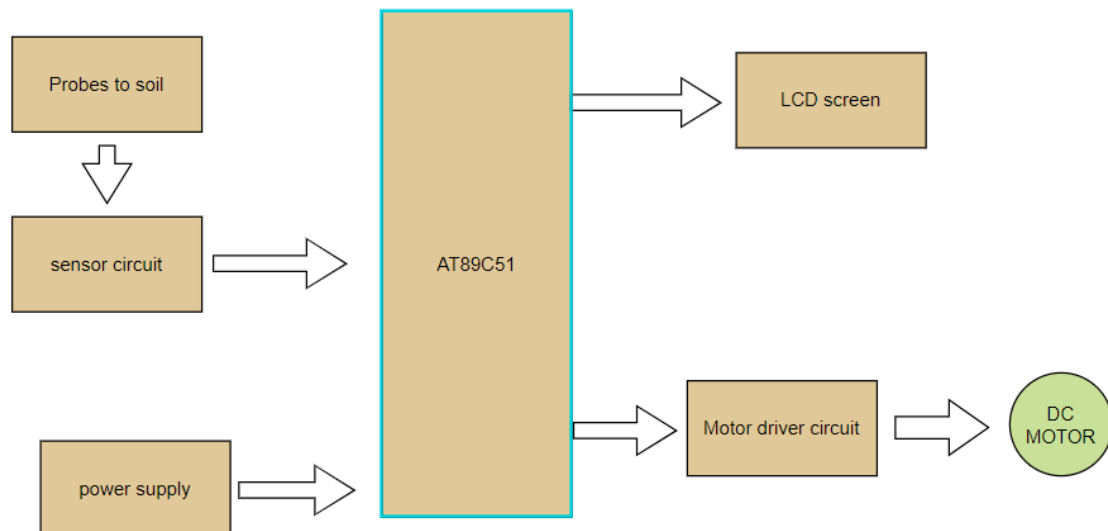 Probes to soil
LCD screen
sensor circuit
AT89C51
Motor driver circuit
DC
MOTOR
power supply